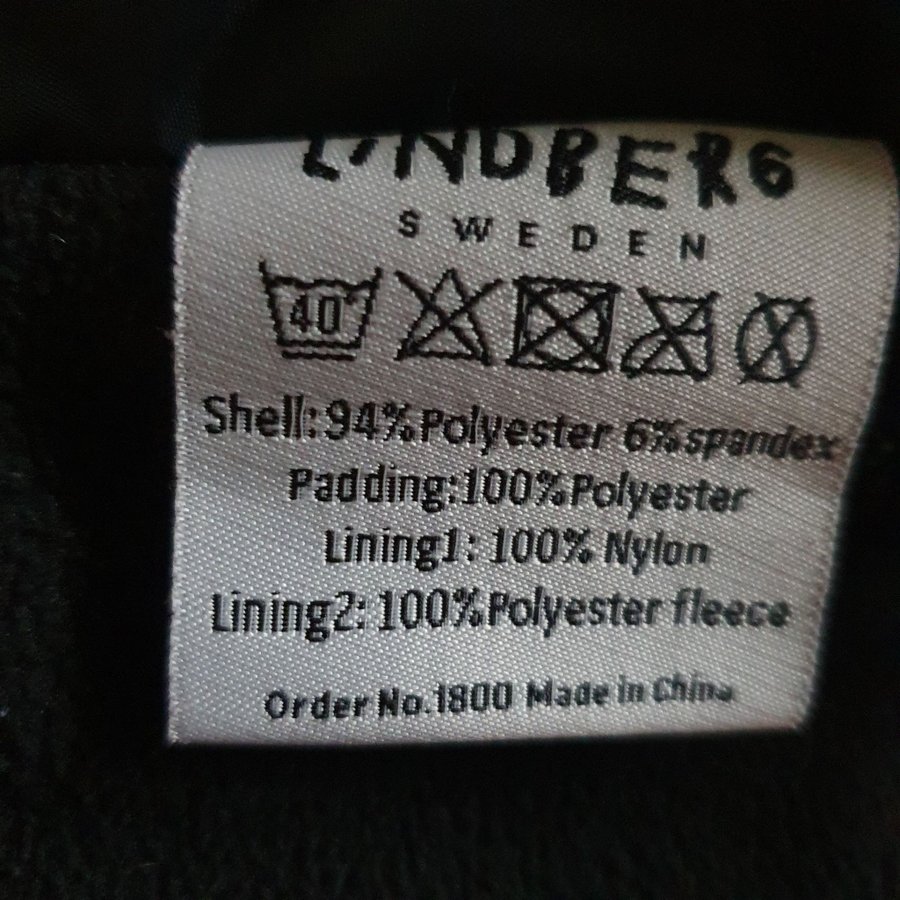 LINDBERG
SWEDEN
40
Shell:94%Polyester 6%spandex
Padding:100%Polyester
Lining1: 100% Nylon
Lining2: 100%Polyester fleece
Order No.1800 Made in China